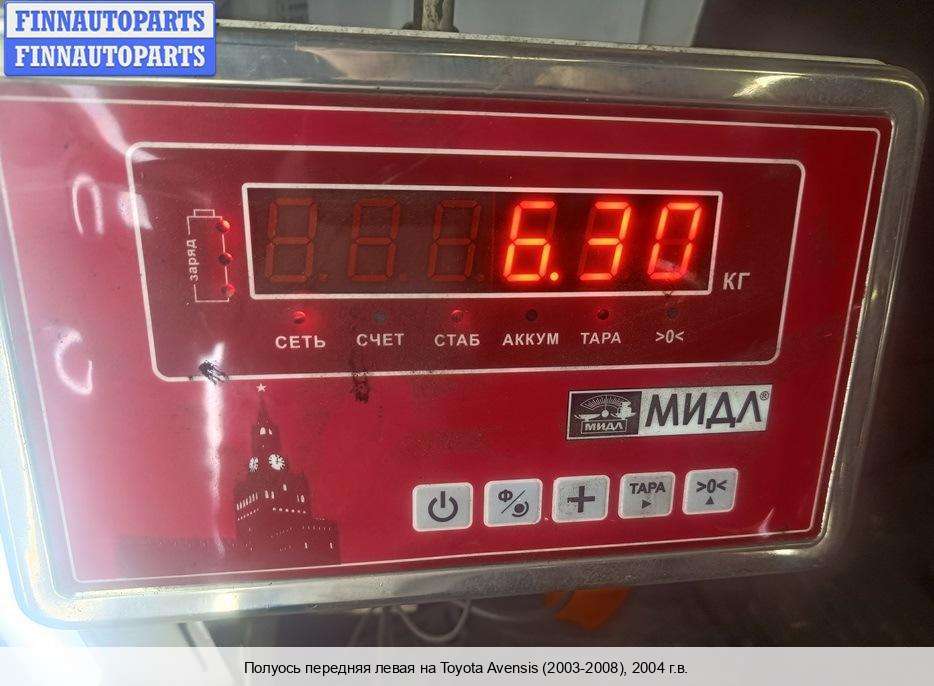 FINNAUTOPARTS
FINNAUTOPARTS
заряд
6.30
КГ
СЕТЬ СЧЕТ СТАБ АККУМ ТАРА >0<
МИДЛ МИДЛ®
Ф ТАРА >0<
Полуось передняя левая на Toyota Avensis (2003-2008), 2004 г.в.